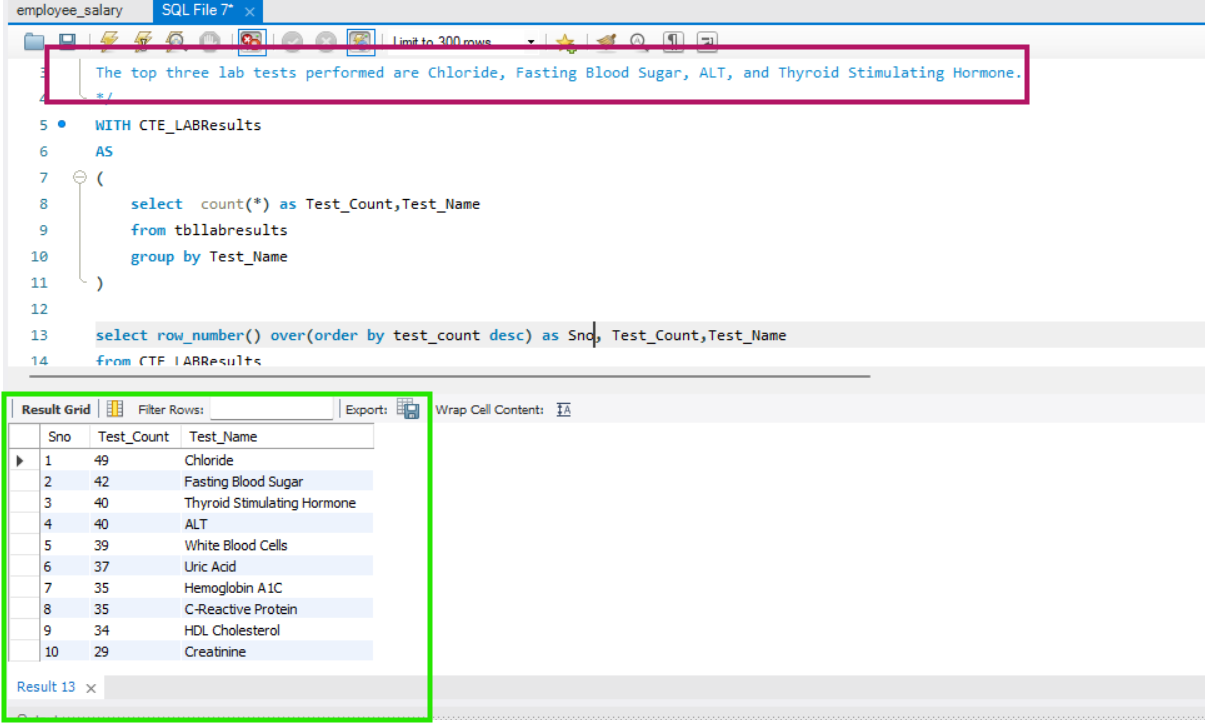 employee_salary SQL File 7* ×
Limit to 300 rows
3 The top three lab tests performed are Chloride, Fasting Blood Sugar, ALT, and Thyroid Stimulating Hormone.
4 */
5 WITH CTE_LABResults
6 AS
7 (
8 select count(*) as Test_Count,Test_Name
9 from tbllabresults
10 group by Test_Name
11 )
12
13 select row_number() over(order by test_count desc) as Sno, Test_Count,Test_Name
14 from CTE_LABResults
Result Grid Filter Rows: Export: Wrap Cell Content: IA
Sno Test_Count Test_Name
1 49 Chloride
2 42 Fasting Blood Sugar
3 40 Thyroid Stimulating Hormone
4 40 ALT
5 39 White Blood Cells
6 37 Uric Acid
7 35 Hemoglobin A1C
8 35 C-Reactive Protein
9 34 HDL Cholesterol
10 29 Creatinine
Result 13 ×